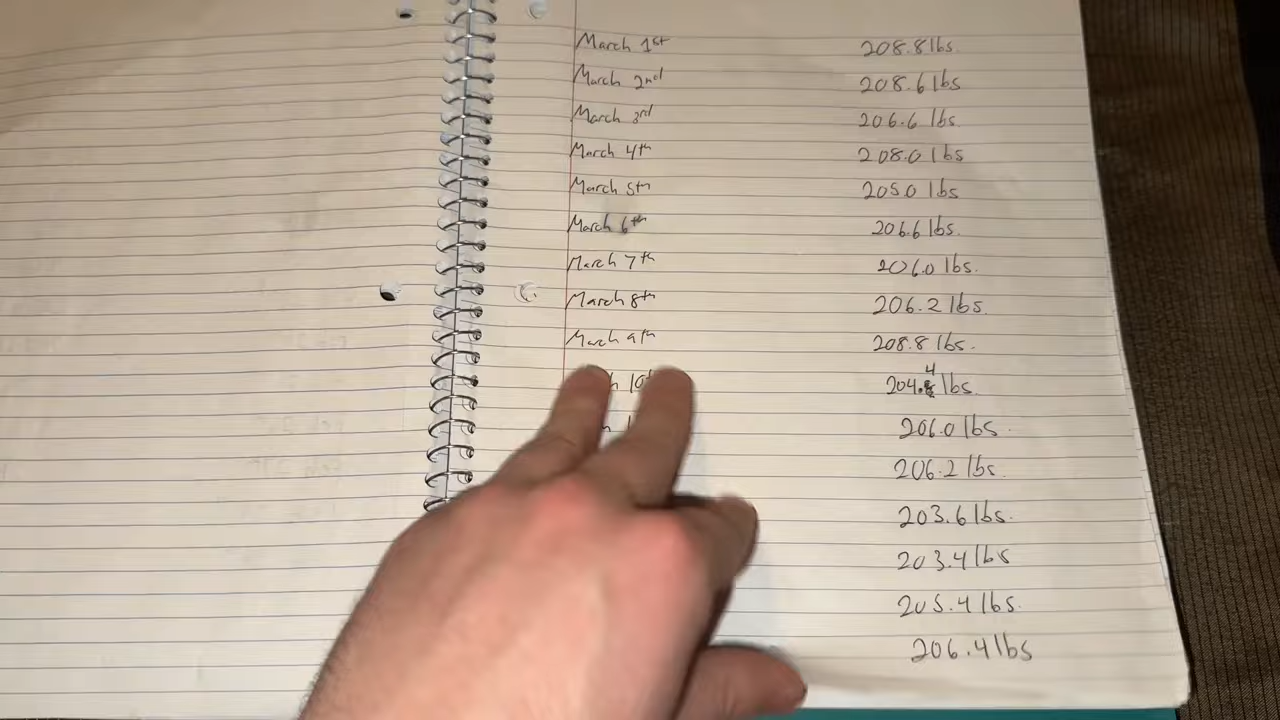 March 1st 208.8 lbs.
March 2nd 208.6 lbs
March 3rd 206.6 lbs.
March 4th 208.0 lbs
March 5th 205.0 lbs
March 6th 206.6 lbs.
March 7th 206.0 lbs.
March 8th 206.2 lbs.
March 9th 208.8 lbs.
204.4 lbs.
206.0 lbs.
206.2 lbs.
203.6 lbs.
203.4 lbs
205.4 lbs.
206.4 lbs